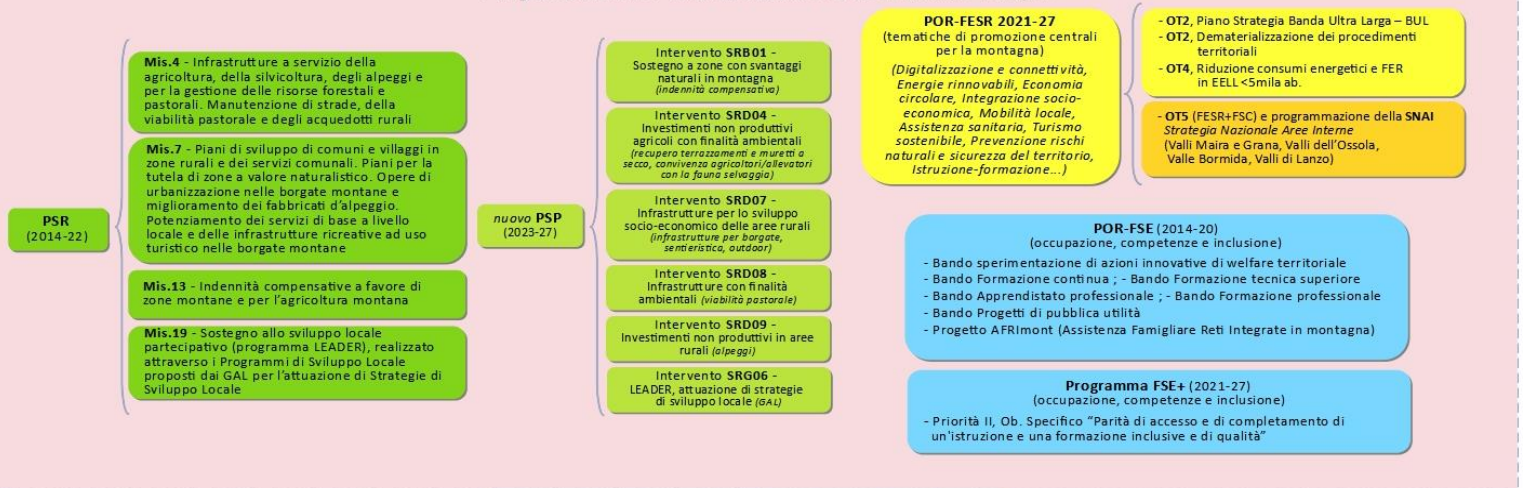 PSR
(2014-22)
Mis.4 - Infrastrutture a servizio della
agricoltura, della silvicoltura, degli alpeggi e
per la gestione delle risorse forestali e
pastorali. Manutenzione di strade, della
viabilità pastorale e degli acquedotti rurali
Mis.7 - Piani di sviluppo di comuni e villaggi in
zone rurali e dei servizi comunali. Piani per la
tutela di zone a valore naturalistico. Opere di
urbanizzazione nelle borgate montane e
miglioramento dei fabbricati d'alpeggio.
Potenziamento dei servizi di base a livello
locale e delle infrastrutture ricreative ad uso
turistico nelle borgate montane
Mis.13 - Indennità compensative a favore di
zone montane e per l'agricoltura montana
Mis.19 - Sostegno allo sviluppo locale
partecipativo (programma LEADER), realizzato
attraverso i Programmi di Sviluppo Locale
proposti dai GAL per l'attuazione di Strategie di
Sviluppo Locale
nuovo PSP
(2023-27)
Intervento SRB01 -
Sostegno a zone con svantaggi
naturali in montagna
(indennità compensativa)
Intervento SRD04 -
Investimenti non produttivi
agricoli con finalità ambientali
(recupero terrazzamenti e muretti a
secco, convivenza agricoltori/allevatori
con la fauna selvaggia)
Intervento SRD07 -
Infrastrutture per lo sviluppo
socio-economico delle aree rurali
(infrastrutture per borgate,
sentieristica, outdoor)
Intervento SRD08 -
Infrastrutture con finalità
ambientali (viabilità pastorale)
Intervento SRD09 -
Investimenti non produttivi in aree
rurali (alpeggi)
Intervento SRG06 -
LEADER, attuazione di strategie
di sviluppo locale (GAL)
POR-FESR 2021-27
(tematiche di promozione centrali
per la montagna)
(Digitalizzazione e connettività,
Energie rinnovabili, Economia
circolare, Integrazione socio-
economica, Mobilità locale,
Assistenza sanitaria, Turismo
sostenibile, Prevenzione rischi
naturali e sicurezza del territorio,
Istruzione-formazione...)
- OT2, Piano Strategia Banda Ultra Larga – BUL
- OT2, Dematerializzazione dei procedimenti
territoriali
- OT4, Riduzione consumi energetici e FER
in EELL <5mila ab.
- OT5 (FESR+FSC) e programmazione della SNAI
Strategia Nazionale Aree Interne
(Valli Maira e Grana, Valli dell'Ossola,
Valle Bormida, Valli di Lanzo)
POR-FSE (2014-20)
(occupazione, competenze e inclusione)
- Bando sperimentazione di azioni innovative di welfare territoriale
- Bando Formazione continua ; - Bando Formazione tecnica superiore
- Bando Apprendistato professionale ; - Bando Formazione professionale
- Bando Progetti di pubblica utilità
- Progetto AFRImont (Assistenza Famigliare Reti Integrate in montagna)
Programma FSE+ (2021-27)
(occupazione, competenze e inclusione)
- Priorità II, Ob. Specifico "Parità di accesso e di completamento di
un'istruzione e una formazione inclusive e di qualità"